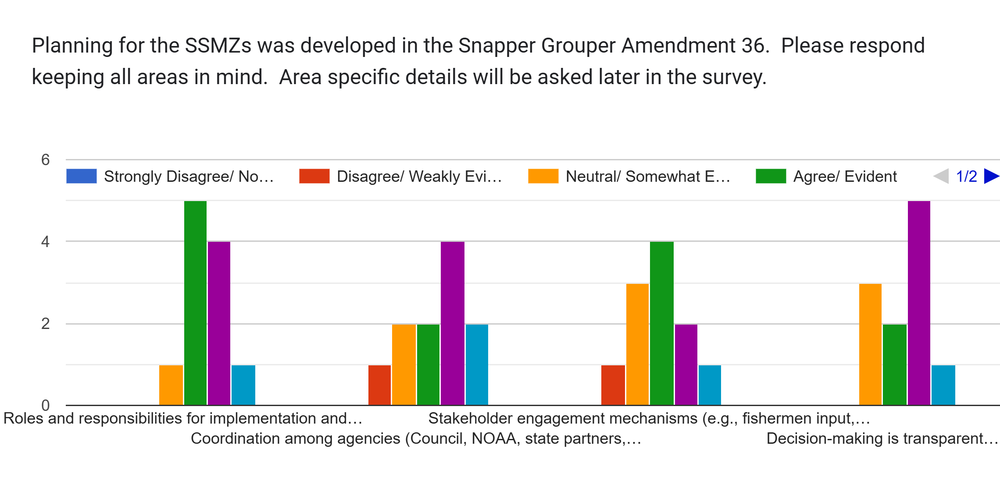 Planning for the SSMZs was developed in the Snapper Grouper Amendment 36.  Please respond
keeping all areas in mind.  Area specific details will be asked later in the survey.
6
Strongly Disagree/ No…
Disagree/ Weakly Evi…
Neutral/ Somewhat E…
Agree/ Evident
1/2
4
2
0
Roles and responsibilities for implementation and…
Stakeholder engagement mechanisms (e.g., fishermen input,…
Coordination among agencies (Council, NOAA, state partners,…
Decision-making is transparent…